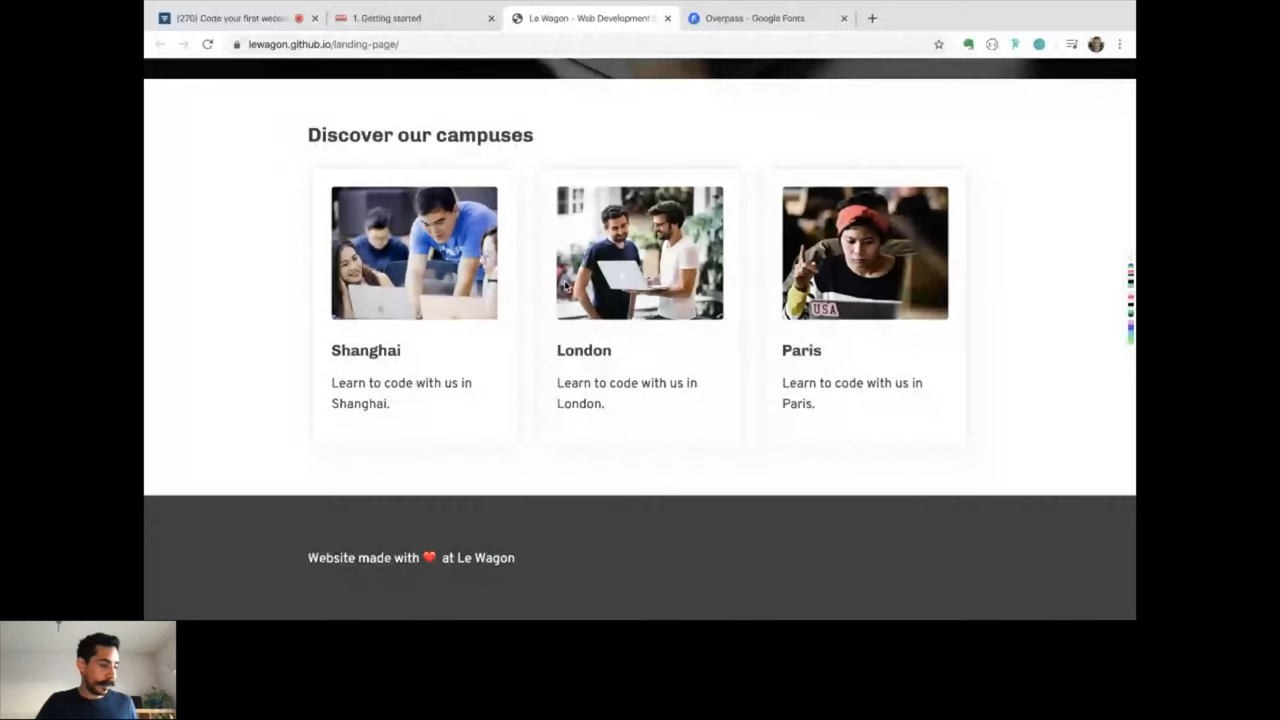 (270) Code your first webs
1. Getting started
Le Wagon - Web Development
Overpass - Google Fonts
lewagon.github.io/landing-page/
Discover our campuses
USA
Shanghai
London
Paris
Learn to code with us in
Shanghai.
Learn to code with us in
London.
Learn to code with us in
Paris.
Website made with ❤️ at Le Wagon